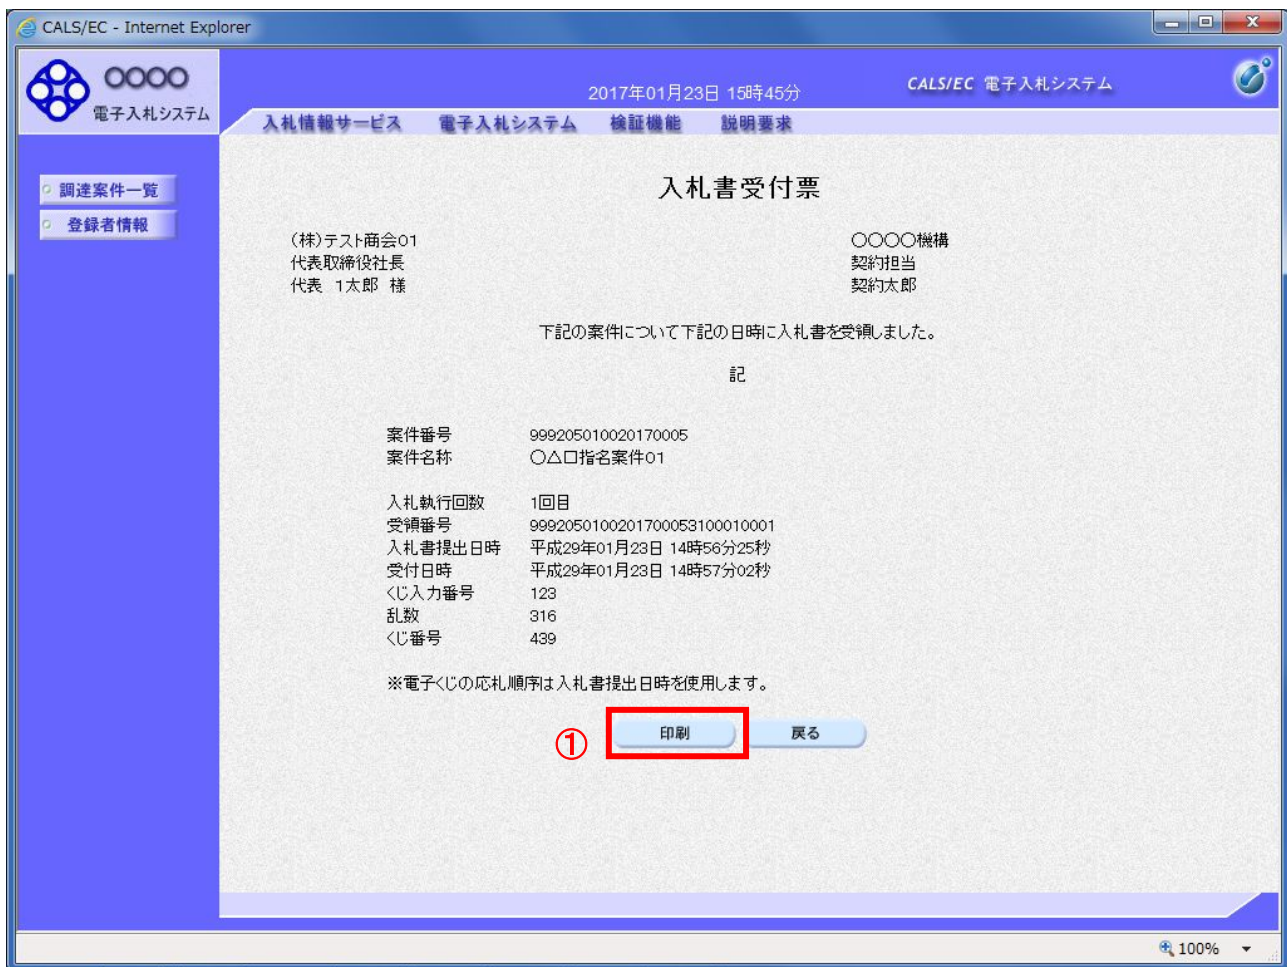 CALS/EC - Internet Explorer
○○○○
電子入札システム
2017年01月23日 15時45分
CALS/EC 電子入札システム
入札情報サービス 電子入札システム 検証機能 説明要求
調達案件一覧
登録者情報
入札書受付票
(株)テスト商会01
代表取締役社長
代表 1太郎 様
○○○○機構
契約担当
契約太郎
下記の案件について下記の日時に入札書を受領しました。
記
案件番号 999205010020170005
案件名称 ○△□指名案件01
入札執行回数 1回目
受領番号 9992050100201700053100010001
入札書提出日時 平成29年01月23日 14時56分25秒
受付日時 平成29年01月23日 14時57分02秒
くじ入力番号 123
乱数 316
くじ番号 439
※電子くじの応札順序は入札書提出日時を使用します。
① 印刷 戻る
100%